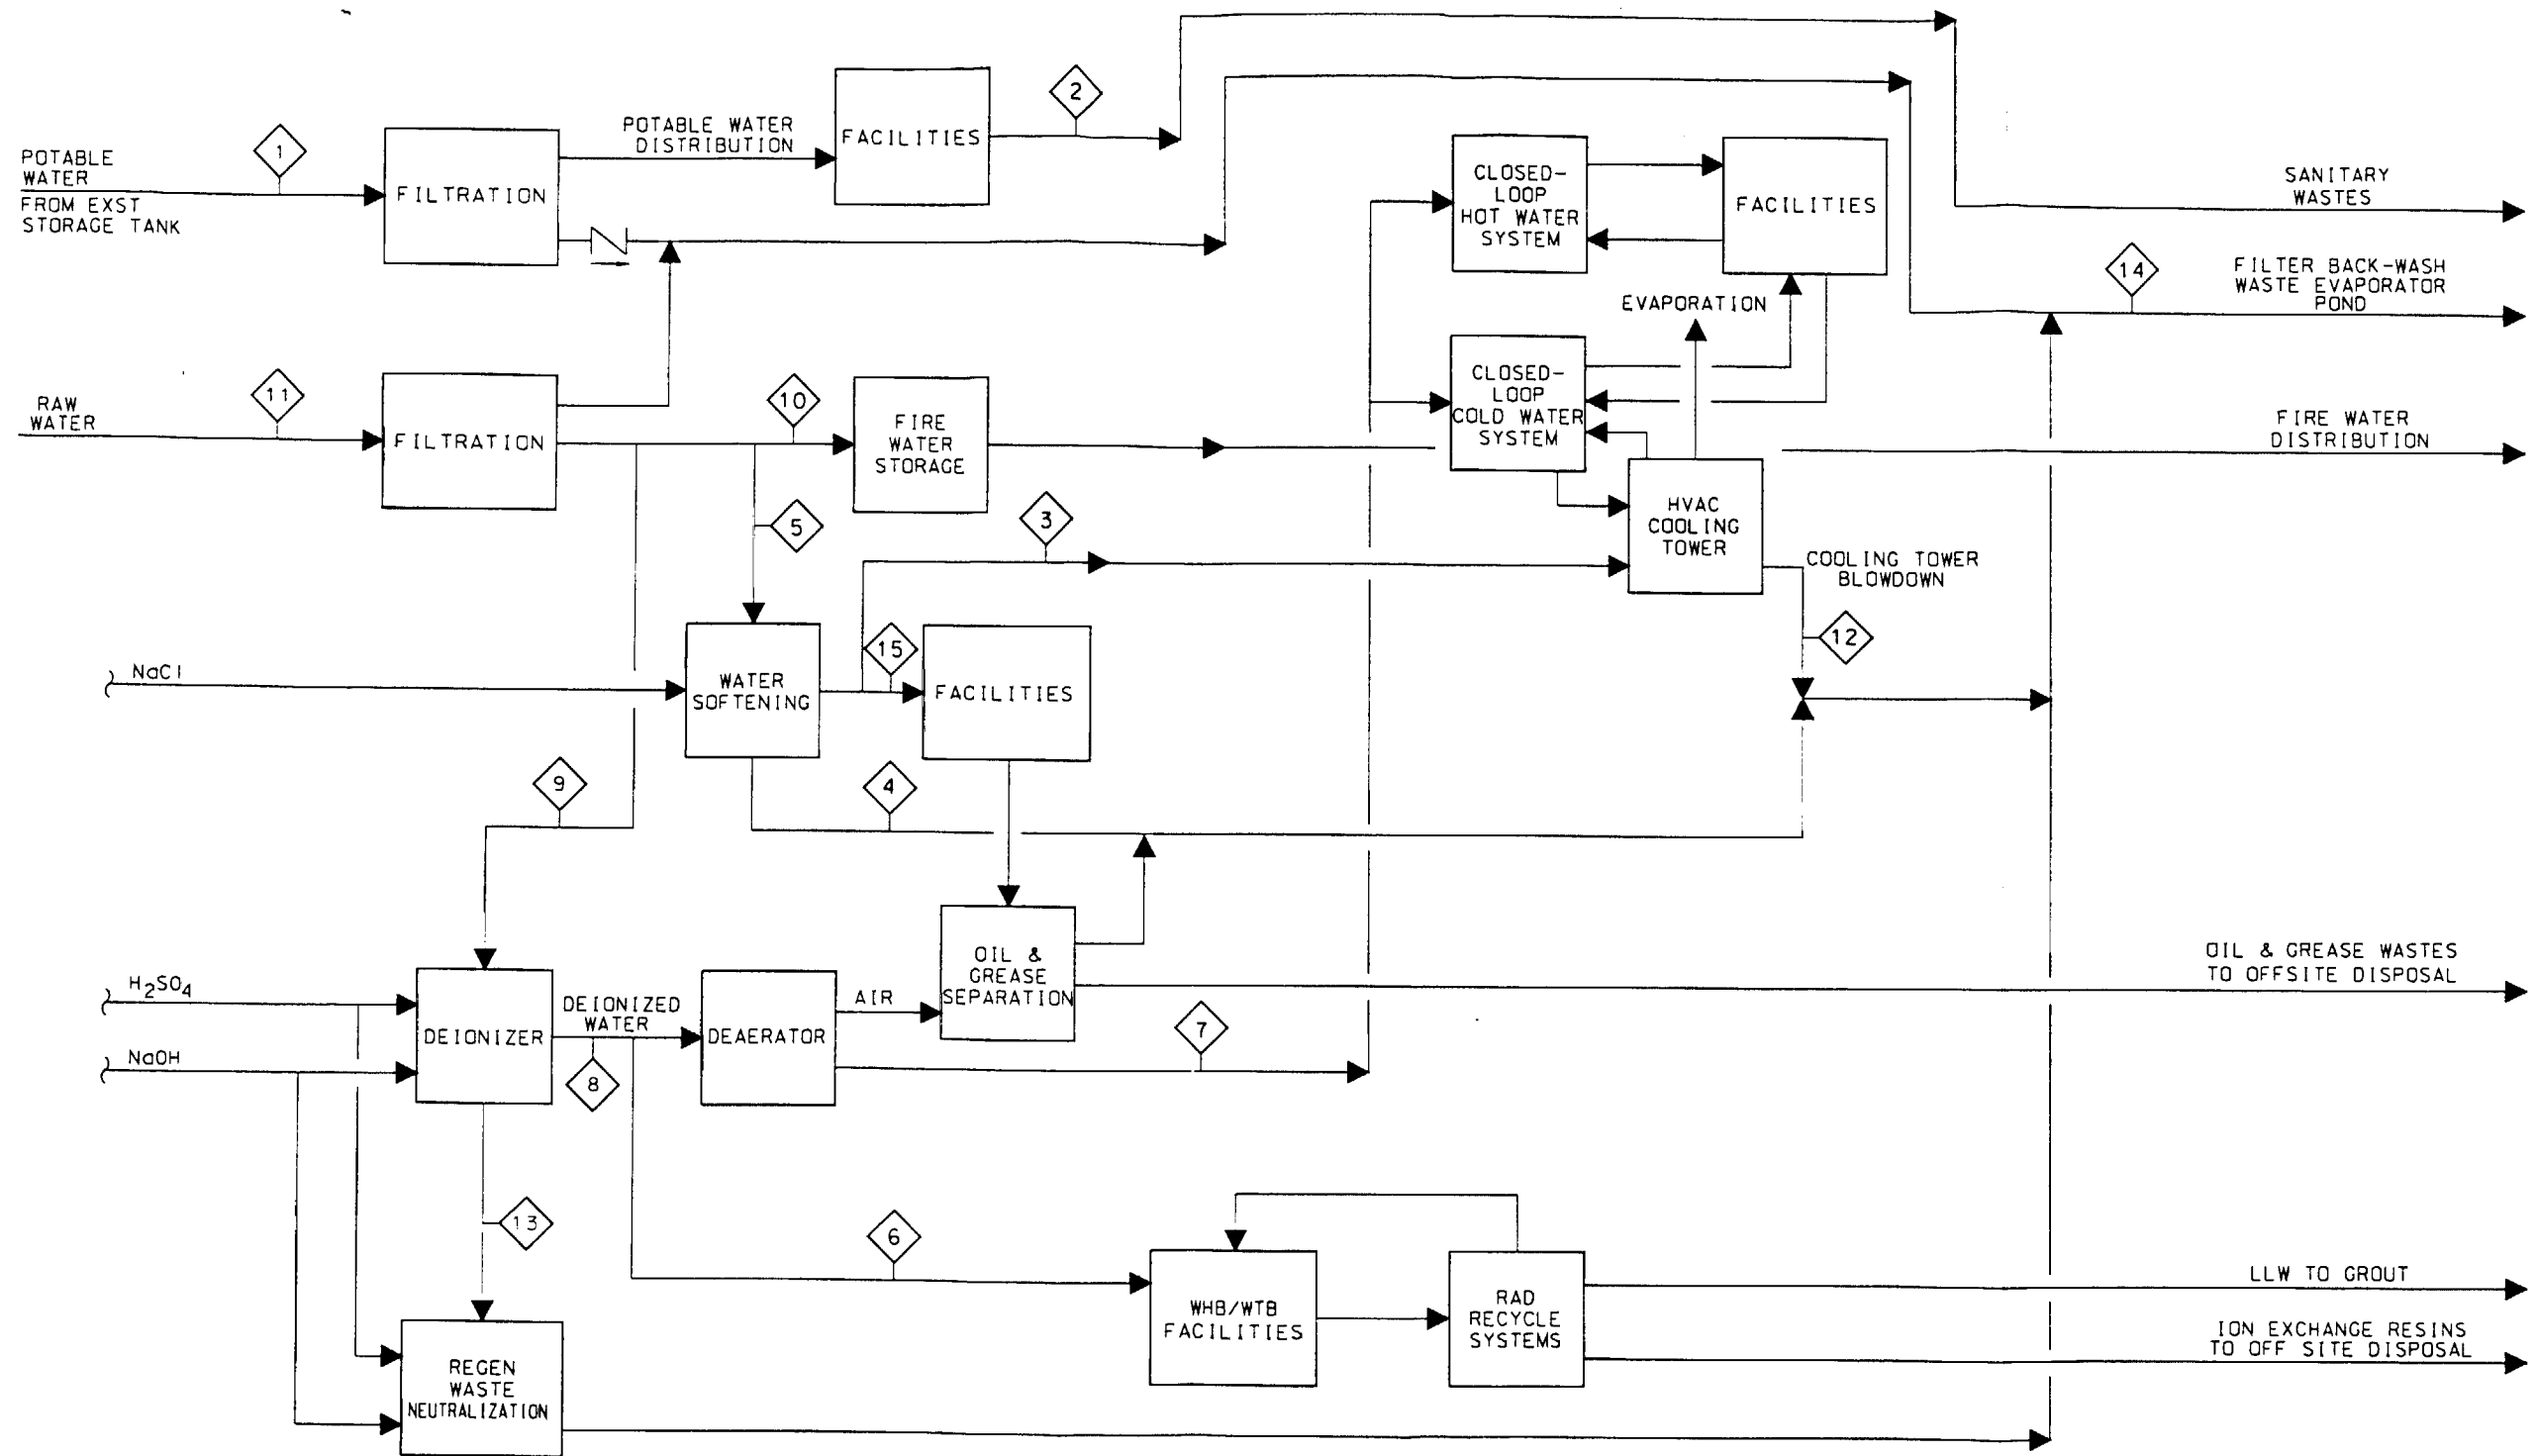 2
POTABLE WATER
DISTRIBUTION
FACILITIES
1
POTABLE
WATER
FROM EXST
STORAGE TANK
FILTRATION
CLOSED-
LOOP
HOT WATER
SYSTEM
FACILITIES
SANITARY
WASTES
14
FILTER BACK-WASH
WASTE EVAPORATOR
POND
EVAPORATION
11
RAW
WATER
FILTRATION
10
FIRE
WATER
STORAGE
CLOSED-
LOOP
COLD WATER
SYSTEM
FIRE WATER
DISTRIBUTION
5
3
HVAC
COOLING
TOWER
COOLING TOWER
BLOWDOWN
12
NaCl
WATER
SOFTENING
15
FACILITIES
9
4
OIL &
GREASE
SEPARATION
OIL & GREASE WASTES
TO OFFSITE DISPOSAL
H2SO4
NaOH
DEIONIZER
DEIONIZED
WATER
8
DEAERATOR
AIR
7
13
6
WHB/WTB
FACILITIES
RAD
RECYCLE
SYSTEMS
LLW TO GROUT
ION EXCHANGE RESINS
TO OFF SITE DISPOSAL
REGEN
WASTE
NEUTRALIZATION